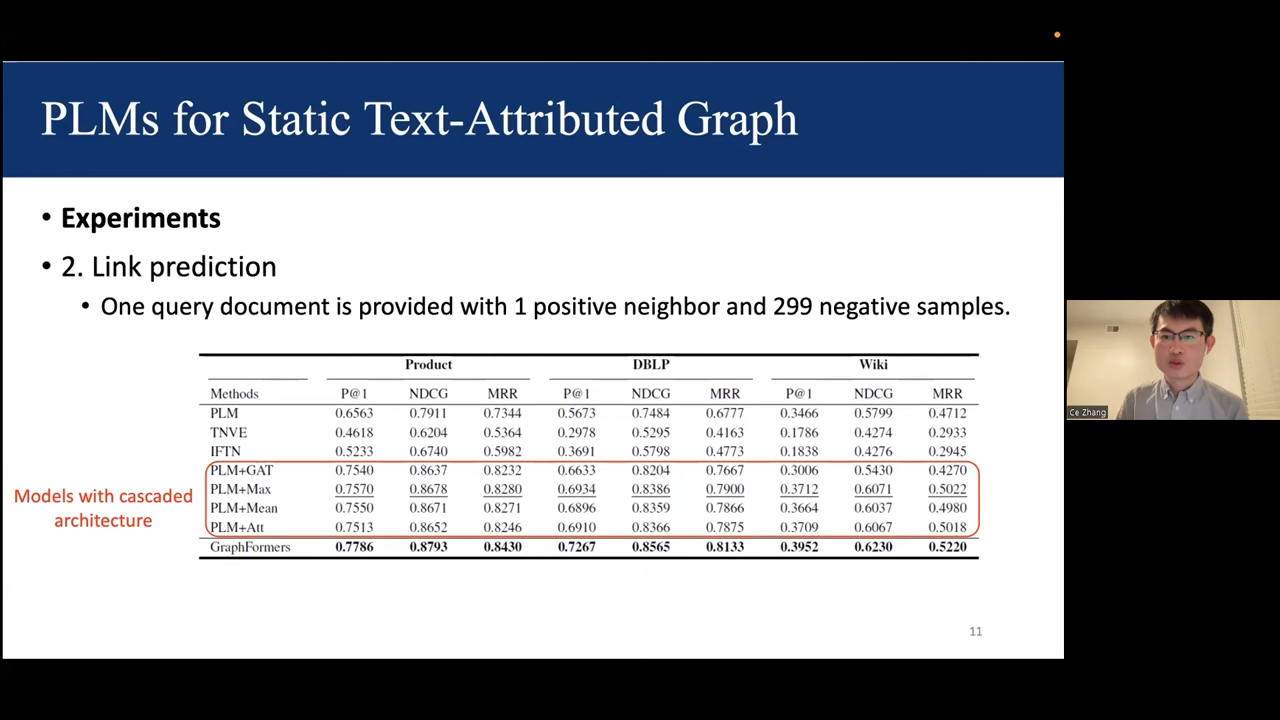 PLMs for Static Text-Attributed Graph
• Experiments
• 2. Link prediction
• One query document is provided with 1 positive neighbor and 299 negative samples.
Product DBLP Wiki
Methods P@1 NDCG MRR P@1 NDCG MRR P@1 NDCG MRR
PLM 0.6563 0.7911 0.7344 0.5673 0.7484 0.6777 0.3466 0.5799 0.4712
TNVE 0.4618 0.6204 0.5364 0.2978 0.5295 0.4163 0.1786 0.4274 0.2933
IFTN 0.5233 0.6740 0.5982 0.3691 0.5798 0.4773 0.1838 0.4276 0.2945
PLM+GAT 0.7540 0.8637 0.8232 0.6633 0.8204 0.7667 0.3006 0.5430 0.4270
PLM+Max 0.7570 0.8678 0.8280 0.6934 0.8386 0.7900 0.3712 0.6071 0.5022
PLM+Mean 0.7550 0.8671 0.8271 0.6896 0.8359 0.7866 0.3664 0.6037 0.4980
PLM+Att 0.7513 0.8652 0.8246 0.6910 0.8366 0.7875 0.3709 0.6067 0.5018
GraphFormers 0.7786 0.8793 0.8430 0.7267 0.8565 0.8133 0.3952 0.6230 0.5220
Models with cascaded
architecture
11
Ce Zhang